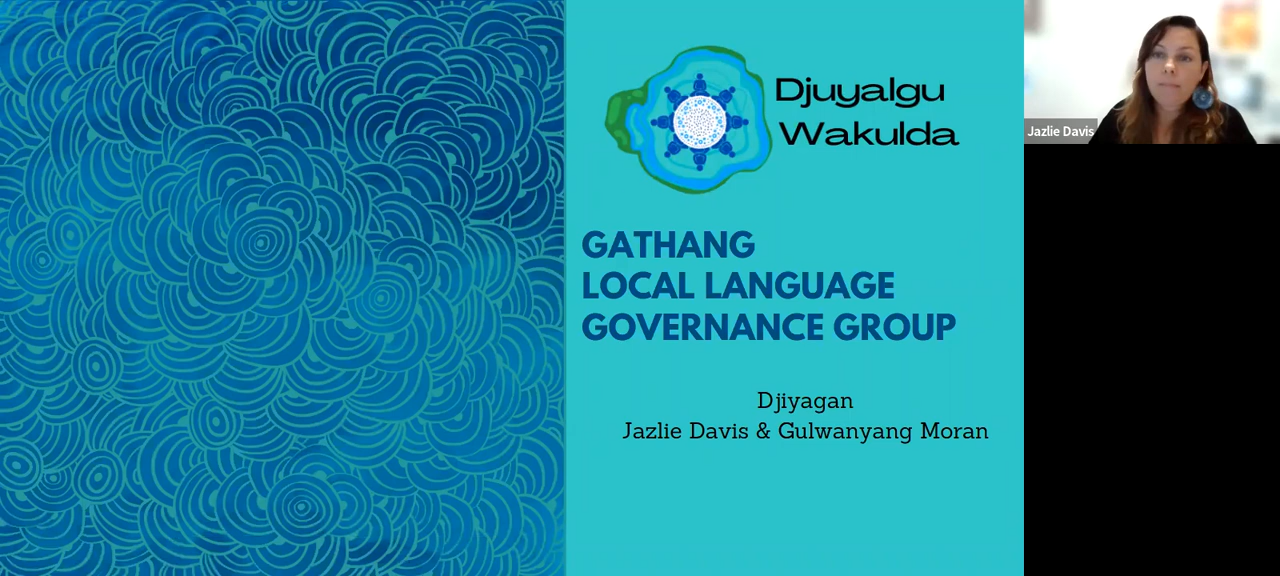 Djuyalgu
Wakulda
GATHANG
LOCAL LANGUAGE
GOVERNANCE GROUP
Djiyagan
Jazlie Davis & Gulwanyang Moran
Jazlie Davis